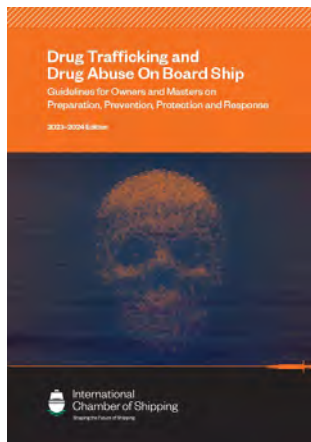 Drug Trafficking and
Drug Abuse On Board Ship
Guidelines for Owners and Masters on
Preparation, Prevention, Protection and Response
2023–2024 Edition
International
Chamber of Shipping
Shaping the Future of Shipping